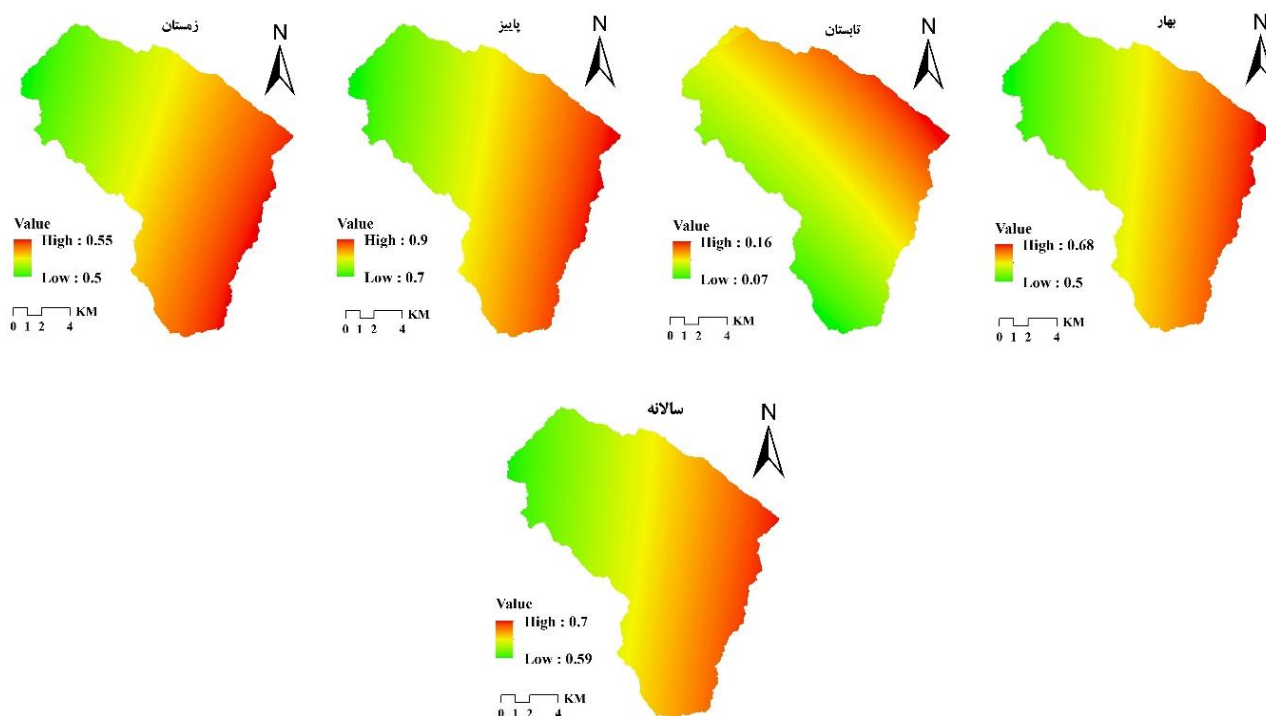 زمستان
N
Value
High : 0.55
Low : 0.5
KM
0 1 2 4
پاییز
N
Value
High : 0.9
Low : 0.7
KM
0 1 2 4
تابستان
N
Value
High : 0.16
Low : 0.07
KM
0 1 2 4
بهار
N
Value
High : 0.68
Low : 0.5
KM
0 1 2 4
سالانه
N
Value
High : 0.7
Low : 0.59
KM
0 1 2 4